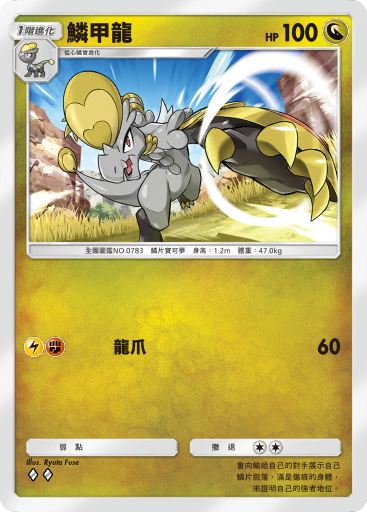 1階進化
鱗甲龍
HP 100
從心鱗寶進化
全國圖鑑NO.0783 鱗片寶可夢 身高：1.2m 體重：47.0kg
龍爪 60
弱點
撤退
Illus. Ryuta Fuse
會向輸給自己的對手展示自己
鱗片脫落，滿是傷痕的身體，
來證明自己的強者地位。